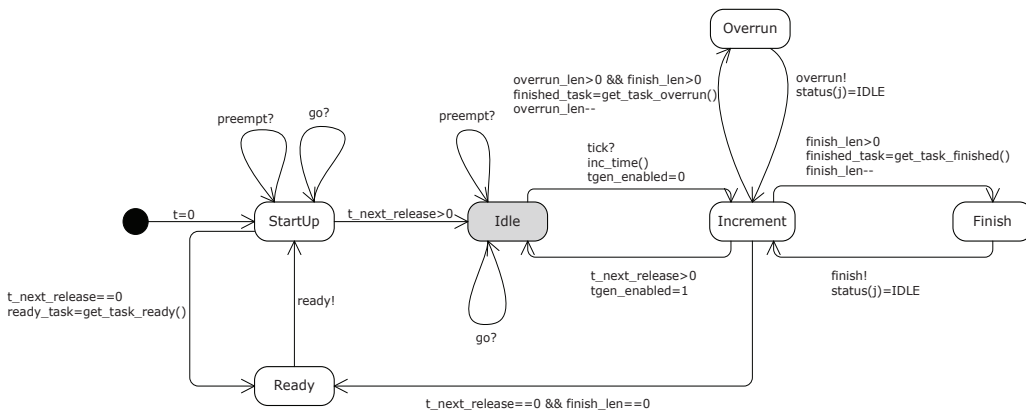 Overrun
overrun_len>0 && finish_len>0
finished_task=get_task_overrun()
overrun_len--
overrun!
status(j)=IDLE
preempt?
go?
preempt?
tick?
inc_time()
tgen_enabled=0
finish_len>0
finished_task=get_task_finished()
finish_len--
t=0
StartUp
t_next_release>0
Idle
Increment
Finish
t_next_release==0
ready_task=get_task_ready()
ready!
go?
t_next_release>0
tgen_enabled=1
finish!
status(j)=IDLE
Ready
t_next_release==0 && finish_len==0